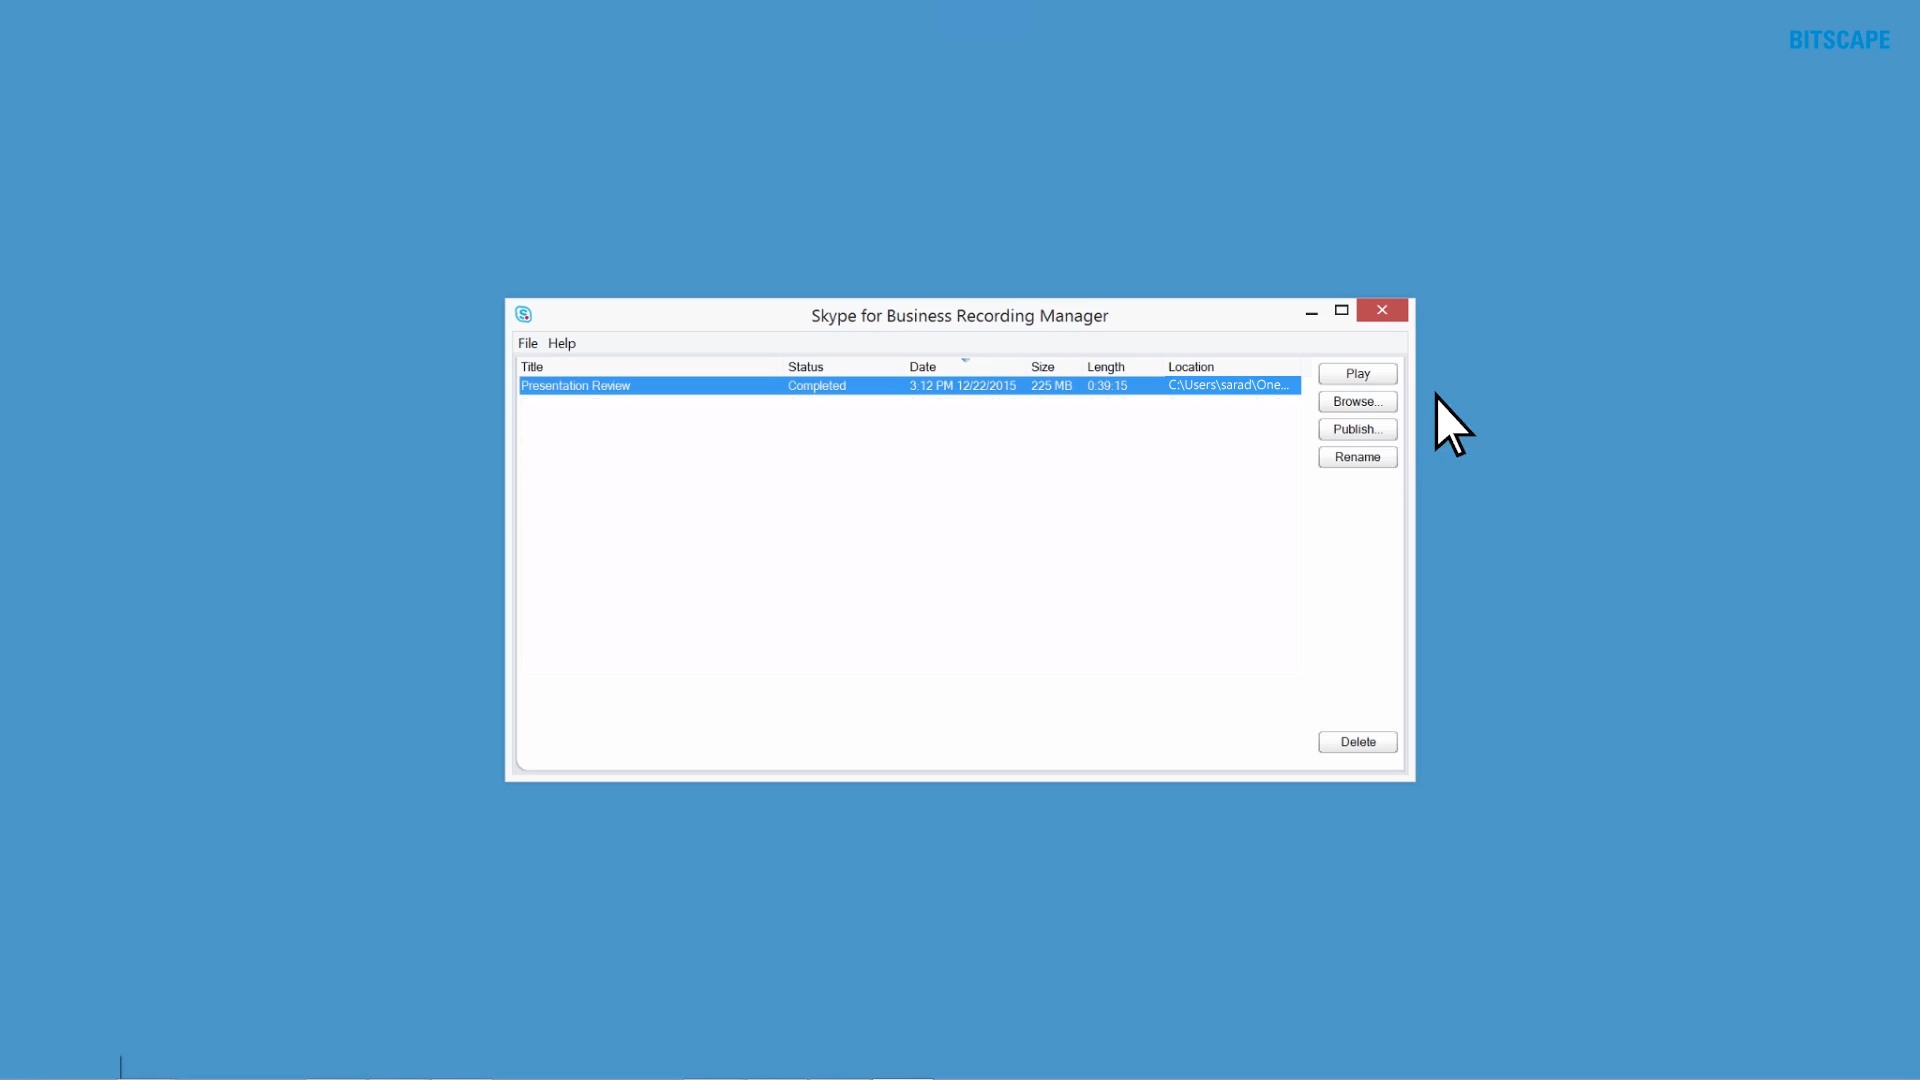 BITSCAPE
Skype for Business Recording Manager
File Help
Title Status Date Size Length Location
Presentation Review Completed 3:12 PM 12/22/2015 225 MB 0:39:15 C:\Users\sarad\One...
Play
Browse...
Publish...
Rename
Delete